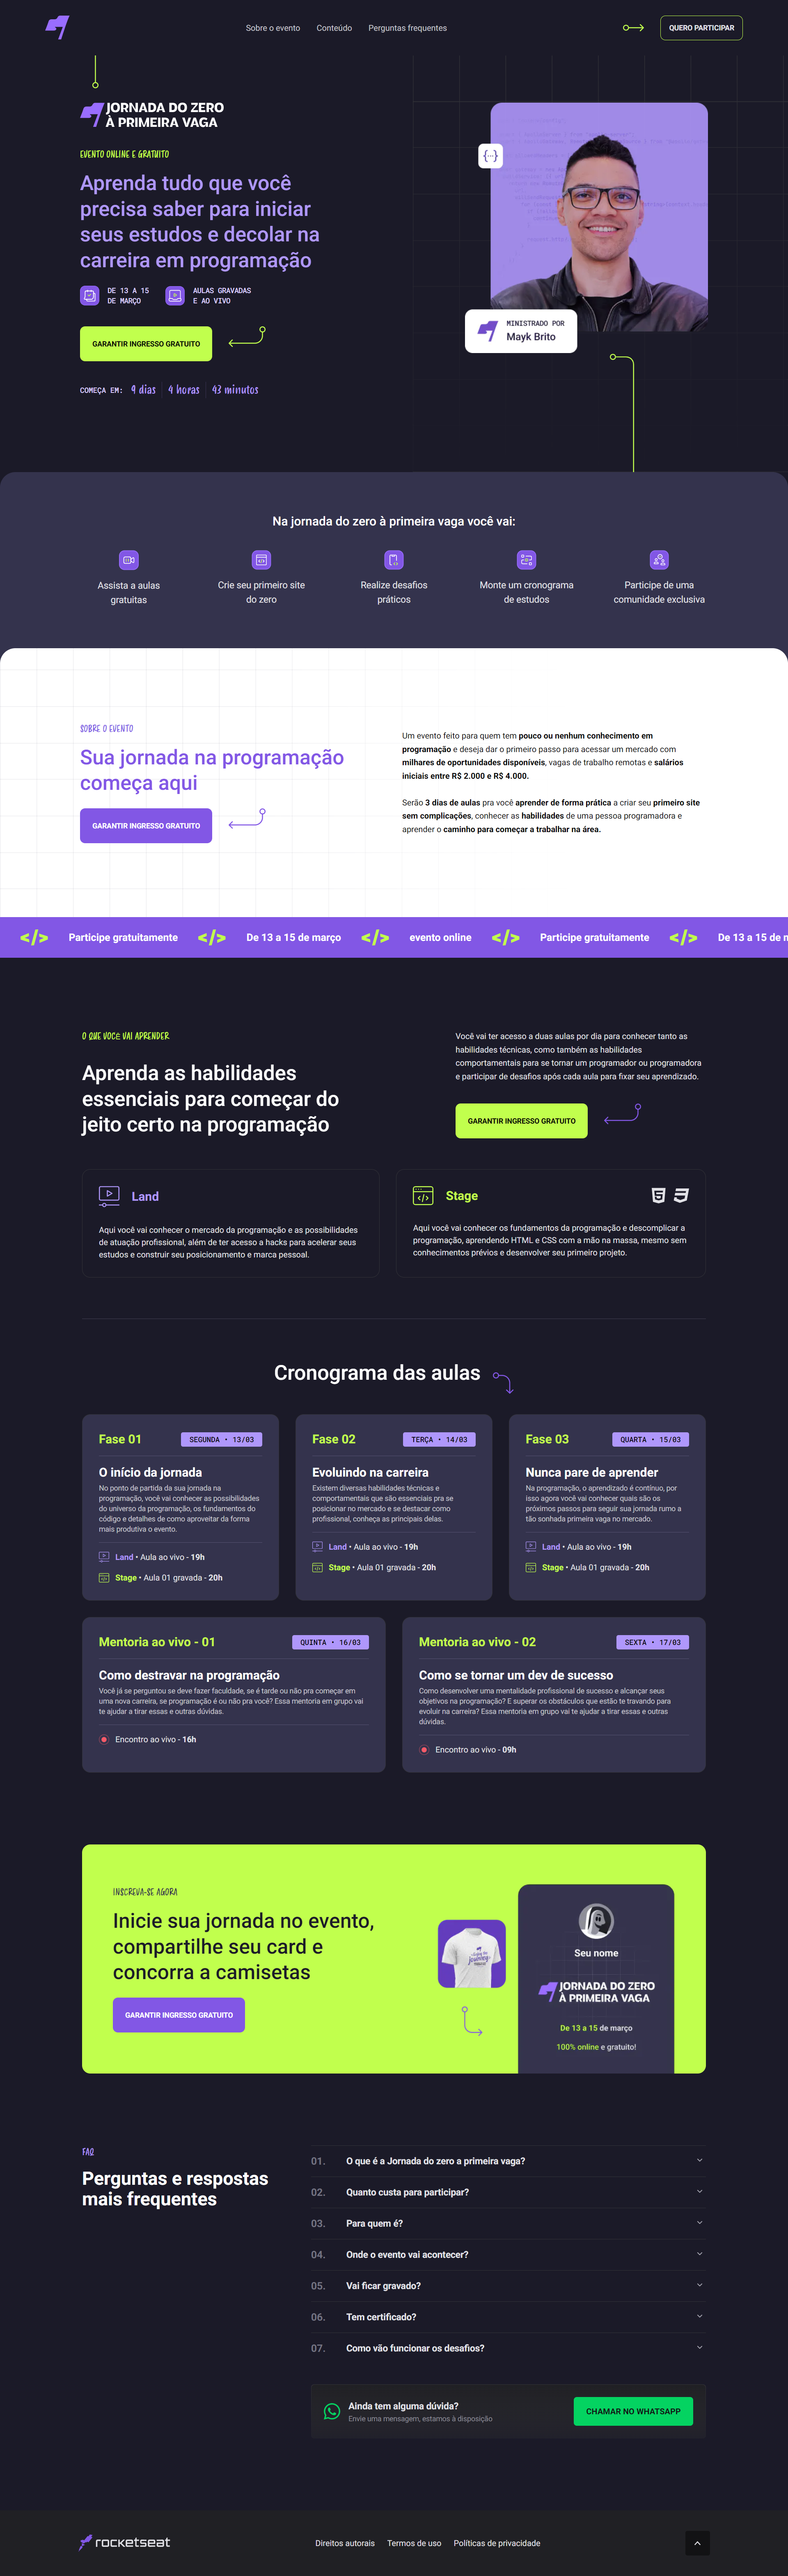 Sobre o evento
Conteúdo
Perguntas frequentes
QUERO PARTICIPAR
JORNADA DO ZERO
À PRIMEIRA VAGA
EVENTO ONLINE E GRATUITO
Aprenda tudo que você
precisa saber para iniciar
seus estudos e decolar na
carreira em programação
DE 13 A 15
DE MARÇO
AULAS GRAVADAS
E AO VIVO
GARANTIR INGRESSO GRATUITO
COMEÇA EM: 9 dias 4 horas 43 minutos
{···}
MINISTRADO POR
Mayk Brito
Na jornada do zero à primeira vaga você vai:
Assista a aulas
gratuitas
Crie seu primeiro site
do zero
Realize desafios
práticos
Monte um cronograma
de estudos
Participe de uma
comunidade exclusiva
SOBRE O EVENTO
Sua jornada na programação
começa aqui
GARANTIR INGRESSO GRATUITO
Um evento feito para quem tem pouco ou nenhum conhecimento em
programação e deseja dar o primeiro passo para acessar um mercado com
milhares de oportunidades disponíveis, vagas de trabalho remotas e salários
iniciais entre R$ 2.000 e R$ 4.000.
Serão 3 dias de aulas pra você aprender de forma prática a criar seu primeiro site
sem complicações, conhecer as habilidades de uma pessoa programadora e
aprender o caminho para começar a trabalhar na área.
</> Participe gratuitamente </> De 13 a 15 de março </> evento online </> Participe gratuitamente </> De 13 a 15 de
O QUE VOCÊ VAI APRENDER
Aprenda as habilidades
essenciais para começar do
jeito certo na programação
Você vai ter acesso a duas aulas por dia para conhecer tanto as
habilidades técnicas, como também as habilidades
comportamentais para se tornar um programador ou programadora
e participar de desafios após cada aula para fixar seu aprendizado.
GARANTIR INGRESSO GRATUITO
Land
Aqui você vai conhecer o mercado da programação e as possibilidades
de atuação profissional, além de ter acesso a hacks para acelerar seus
estudos e construir seu posicionamento e marca pessoal.
Stage
Aqui você vai conhecer os fundamentos da programação e descomplicar a
programação, aprendendo HTML e CSS com a mão na massa, mesmo sem
conhecimentos prévios e desenvolver seu primeiro projeto.
Cronograma das aulas
Fase 01
SEGUNDA • 13/03
O início da jornada
No ponto de partida da sua jornada na
programação, você vai conhecer as possibilidades
do universo da programação, os fundamentos do
código e detalhes de como aproveitar da forma
mais produtiva o evento.
Land • Aula ao vivo - 19h
Stage • Aula 01 gravada - 20h
Fase 02
TERÇA • 14/03
Evoluindo na carreira
Existem diversas habilidades técnicas e
comportamentos que são essenciais pra se
posicionar no mercado e se destacar como
profissional, conheça as principais delas.
Land • Aula ao vivo - 19h
Stage • Aula 01 gravada - 20h
Fase 03
QUARTA • 15/03
Nunca pare de aprender
Na programação, o aprendizado é contínuo, por
isso agora você vai conhecer quais são os
próximos passos para seguir sua jornada rumo a
tão sonhada primeira vaga no mercado.
Land • Aula ao vivo - 19h
Stage • Aula 01 gravada - 20h
Mentoria ao vivo - 01
QUINTA • 16/03
Como destravar na programação
Você já se perguntou se deve fazer faculdade, se é tarde ou não pra começar em
uma nova carreira, se programação é ou não pra você? Essa mentoria em grupo vai
te ajudar a tirar essas e outras dúvidas.
Encontro ao vivo - 16h
Mentoria ao vivo - 02
SEXTA • 17/03
Como se tornar um dev de sucesso
Como desenvolver uma mentalidade profissional de sucesso e alcançar seus
objetivos na programação? E superar os obstáculos que estão te travando para
evoluir na carreira? Essa mentoria em grupo vai te ajudar a tirar essas e outras
dúvidas.
Encontro ao vivo - 09h
INSCREVA-SE AGORA
Inicie sua jornada no evento,
compartilhe seu card e
concorra a camisetas
GARANTIR INGRESSO GRATUITO
Seu nome
JORNADA DO ZERO
À PRIMEIRA VAGA
De 13 a 15 de março
100% online e gratuito!
FAQ
Perguntas e respostas
mais frequentes
01. O que é a Jornada do zero a primeira vaga?
02. Quanto custa para participar?
03. Para quem é?
04. Onde o evento vai acontecer?
05. Vai ficar gravado?
06. Tem certificado?
07. Como vão funcionar os desafios?
Ainda tem alguma dúvida?
Envie uma mensagem, estamos à disposição
CHAMAR NO WHATSAPP
rocketseat
Direitos autorais
Termos de uso
Políticas de privacidade